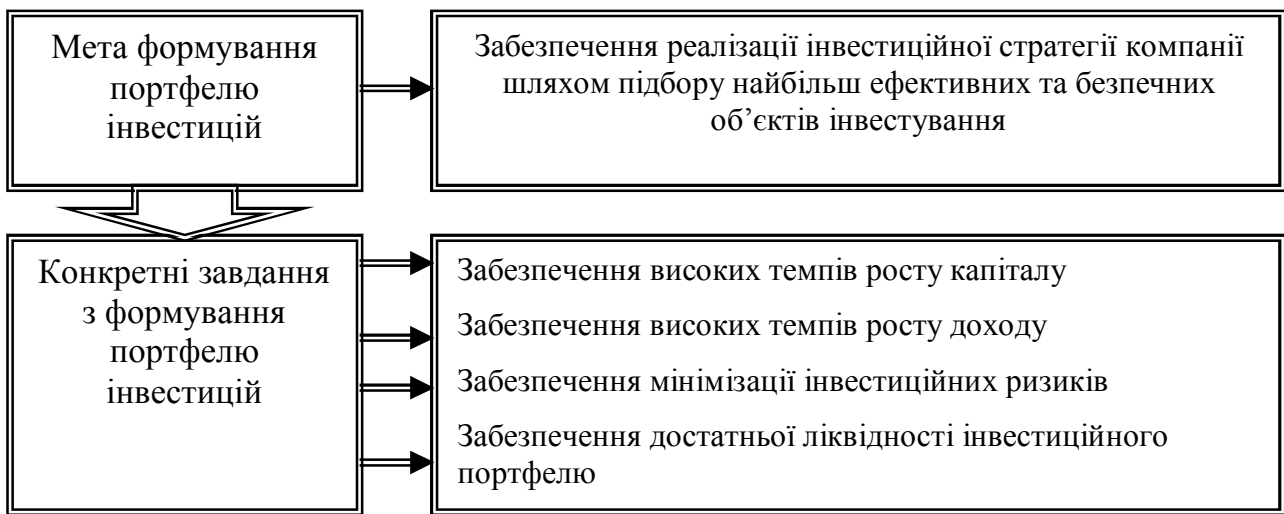 Мета формування
портфелю
інвестицій
Забезпечення реалізації інвестиційної стратегії компанії
шляхом підбору найбільш ефективних та безпечних
об’єктів інвестування
Конкретні завдання
з формування
портфелю
інвестицій
Забезпечення високих темпів росту капіталу
Забезпечення високих темпів росту доходу
Забезпечення мінімізації інвестиційних ризиків
Забезпечення достатньої ліквідності інвестиційного
портфелю